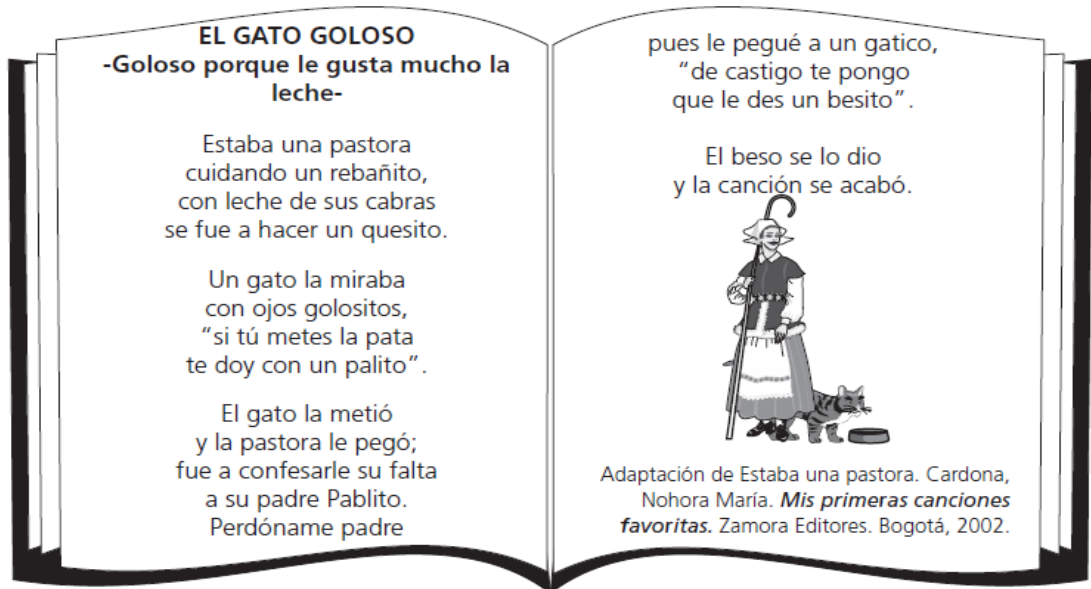 EL GATO GOLOSO
-Goloso porque le gusta mucho la
leche-
Estaba una pastora
cuidando un rebañito,
con leche de sus cabras
se fue a hacer un quesito.
Un gato la miraba
con ojos golositos,
“si tú metes la pata
te doy con un palito”.
El gato la metió
y la pastora le pegó;
fue a confesarle su falta
a su padre Pablito.
Perdóname padre
pues le pegué a un gatico,
“de castigo te pongo
que le des un besito”.
El beso se lo dio
y la canción se acabó.
Adaptación de Estaba una pastora. Cardona,
Nohora María. Mis primeras canciones
favoritas. Zamora Editores. Bogotá, 2002.